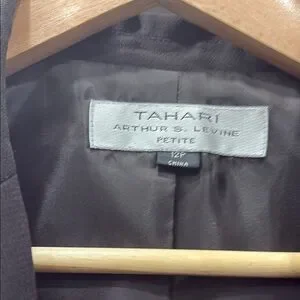 TAHARI
ARTHUR S. LEVINE
PETITE
12P
CHINA